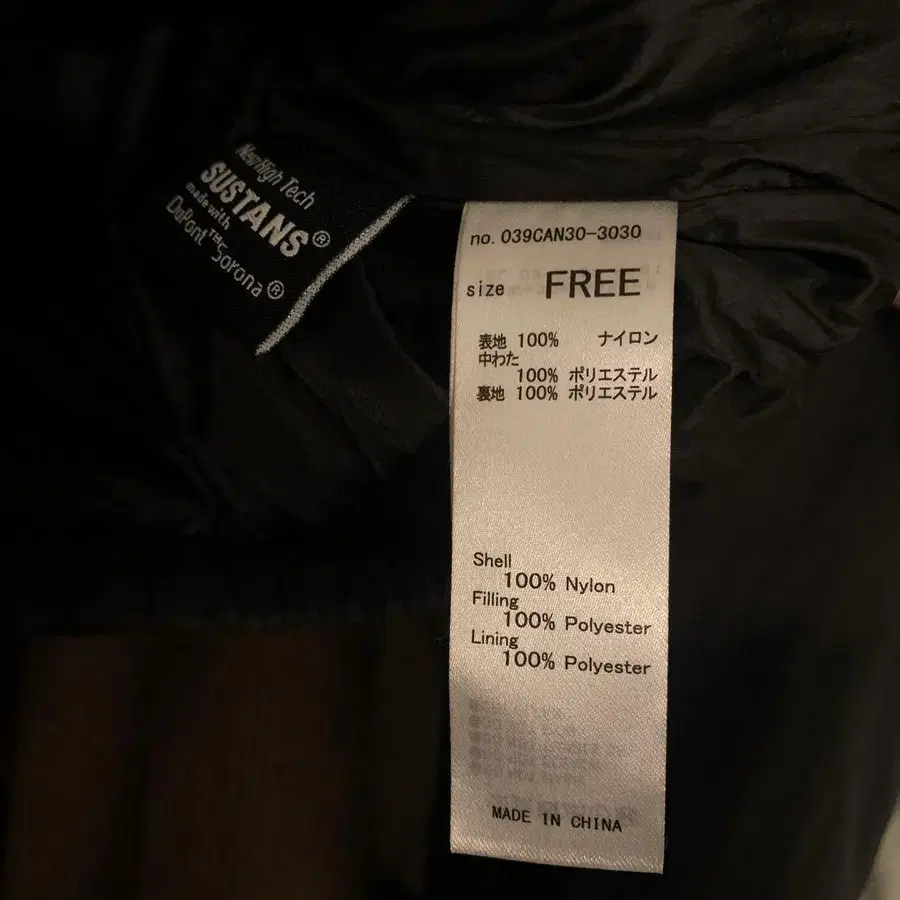 NewHigh Tech
SUSTANS®
made with
DuPont™ Sorona®
no. 039CAN30-3030
size FREE
表地 100% ナイロン
中わた
100% ポリエステル
裏地 100% ポリエステル
Shell
100% Nylon
Filling
100% Polyester
Lining
100% Polyester
MADE IN CHINA